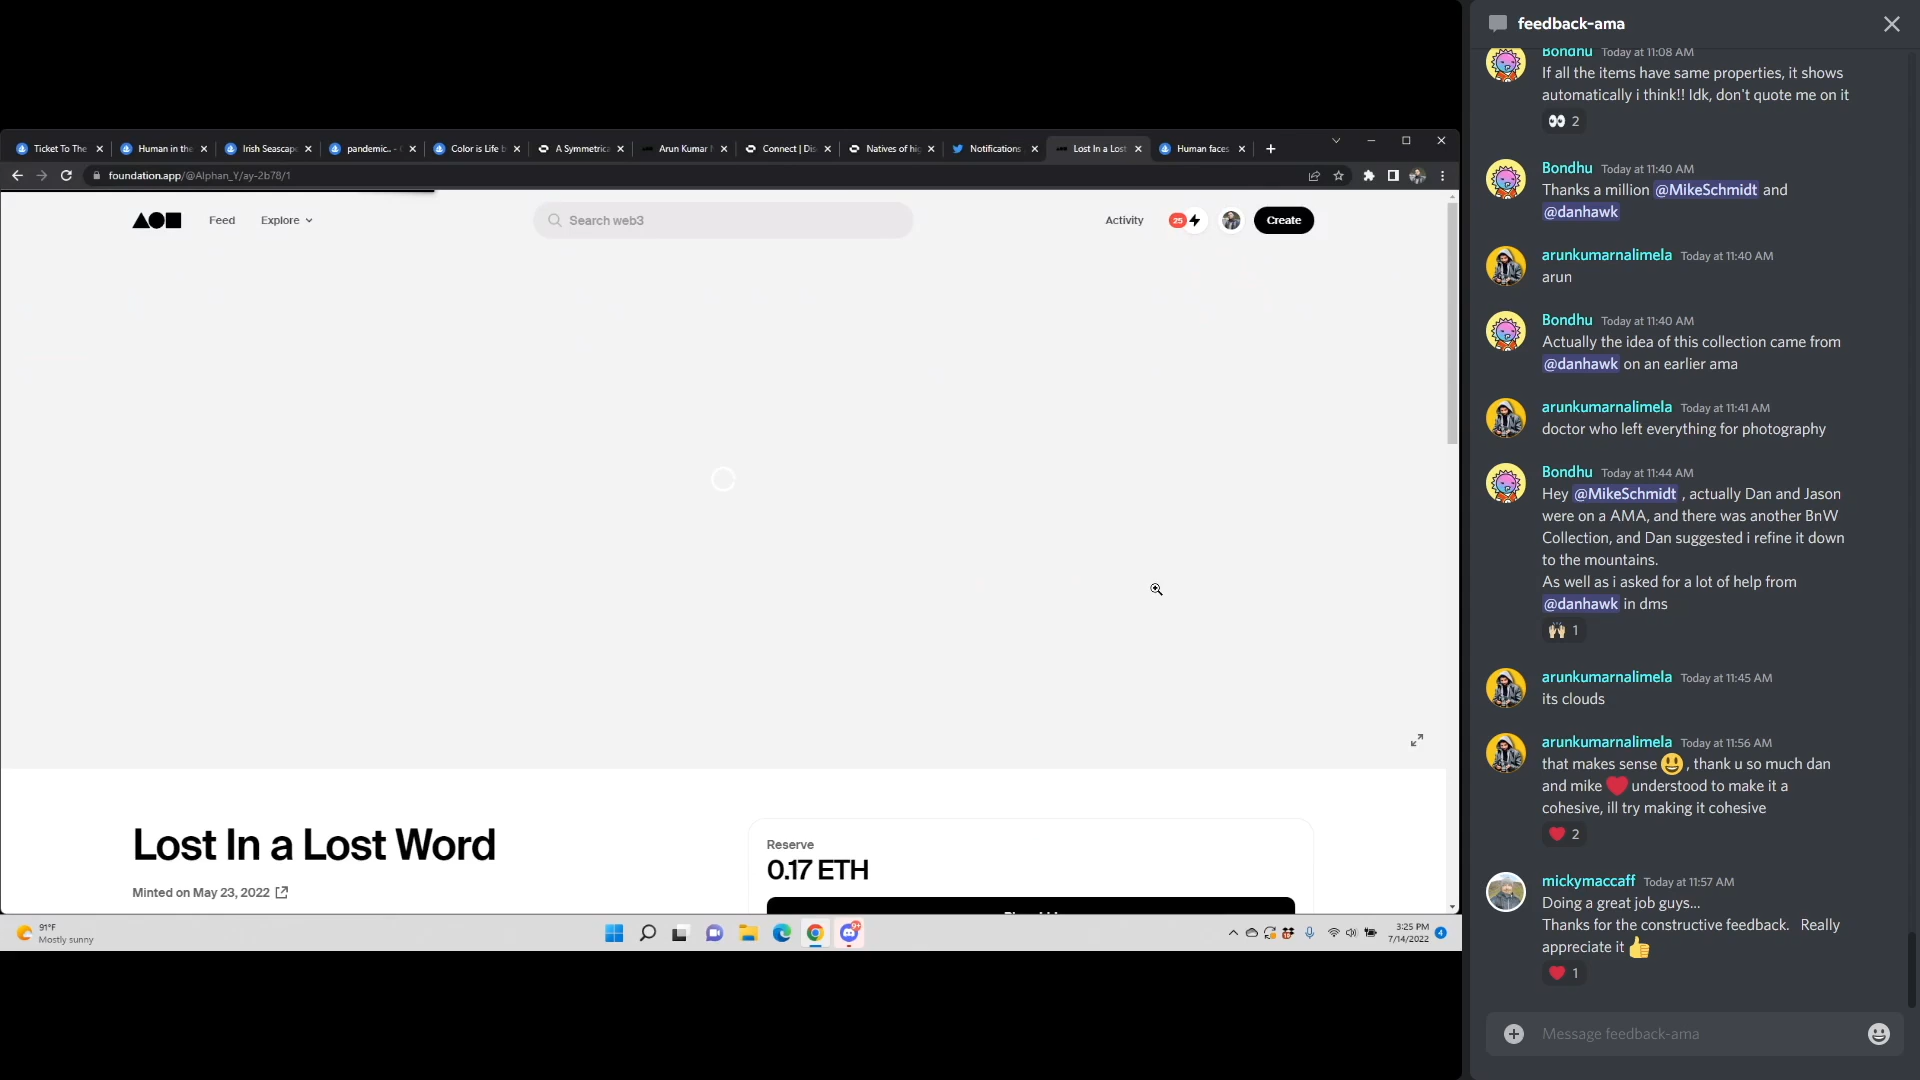 Ticket To The
Human in the
Irish Seascap
pandemic.. -
Color is Life b
A Symmetrica
Arun Kumar N
Connect | Dis
Natives of hig
Notifications
Lost In a Lost
Human faces
foundation.app/@Alphan_Y/ay-2b78/1
Feed
Explore
Search web3
Activity
25
Create
Lost In a Lost Word
Minted on May 23, 2022
Reserve
0.17 ETH
91°F
Mostly sunny
3:25 PM
7/14/2022
4
feedback-ama
Bondhu Today at 11:08 AM
If all the items have same properties, it shows
automatically i think!! Idk, don't quote me on it
👀 2
Bondhu Today at 11:40 AM
Thanks a million @MikeSchmidt and
@danhawk
arunkumarnalimela Today at 11:40 AM
arun
Bondhu Today at 11:40 AM
Actually the idea of this collection came from
@danhawk on an earlier ama
arunkumarnalimela Today at 11:41 AM
doctor who left everything for photography
Bondhu Today at 11:44 AM
Hey @MikeSchmidt , actually Dan and Jason
were on a AMA, and there was another BnW
Collection, and Dan suggested i refine it down
to the mountains.
As well as i asked for a lot of help from
@danhawk in dms
🙌 1
arunkumarnalimela Today at 11:45 AM
its clouds
arunkumarnalimela Today at 11:56 AM
that makes sense 😃 , thank u so much dan
and mike ❤️ understood to make it a
cohesive, ill try making it cohesive
❤️ 2
mickymaccaff Today at 11:57 AM
Doing a great job guys...
Thanks for the constructive feedback. Really
appreciate it 👍
❤️ 1
Message feedback-ama